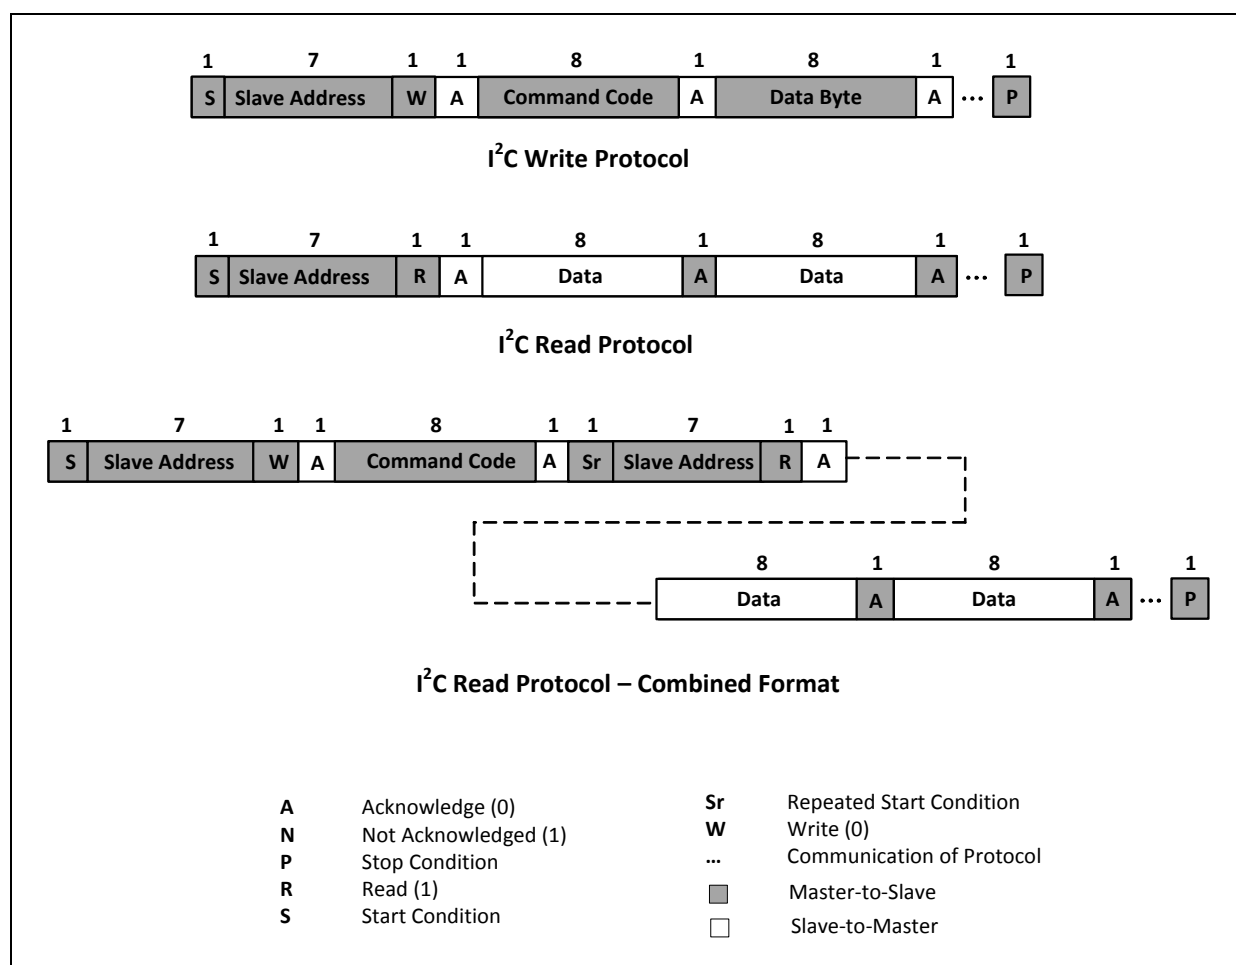 1 7 1 1 8 1 8 1 1
S Slave Address W A Command Code A Data Byte A ... P
I²C Write Protocol
1 7 1 1 8 1 8 1 1
S Slave Address R A Data A Data A ... P
I²C Read Protocol
1 7 1 1 8 1 1 7 1 1
S Slave Address W A Command Code A Sr Slave Address R A
8 1 8 1 1
Data A Data A ... P
I²C Read Protocol – Combined Format
A Acknowledge (0)
N Not Acknowledged (1)
P Stop Condition
R Read (1)
S Start Condition
Sr Repeated Start Condition
W Write (0)
... Communication of Protocol
Master-to-Slave
Slave-to-Master